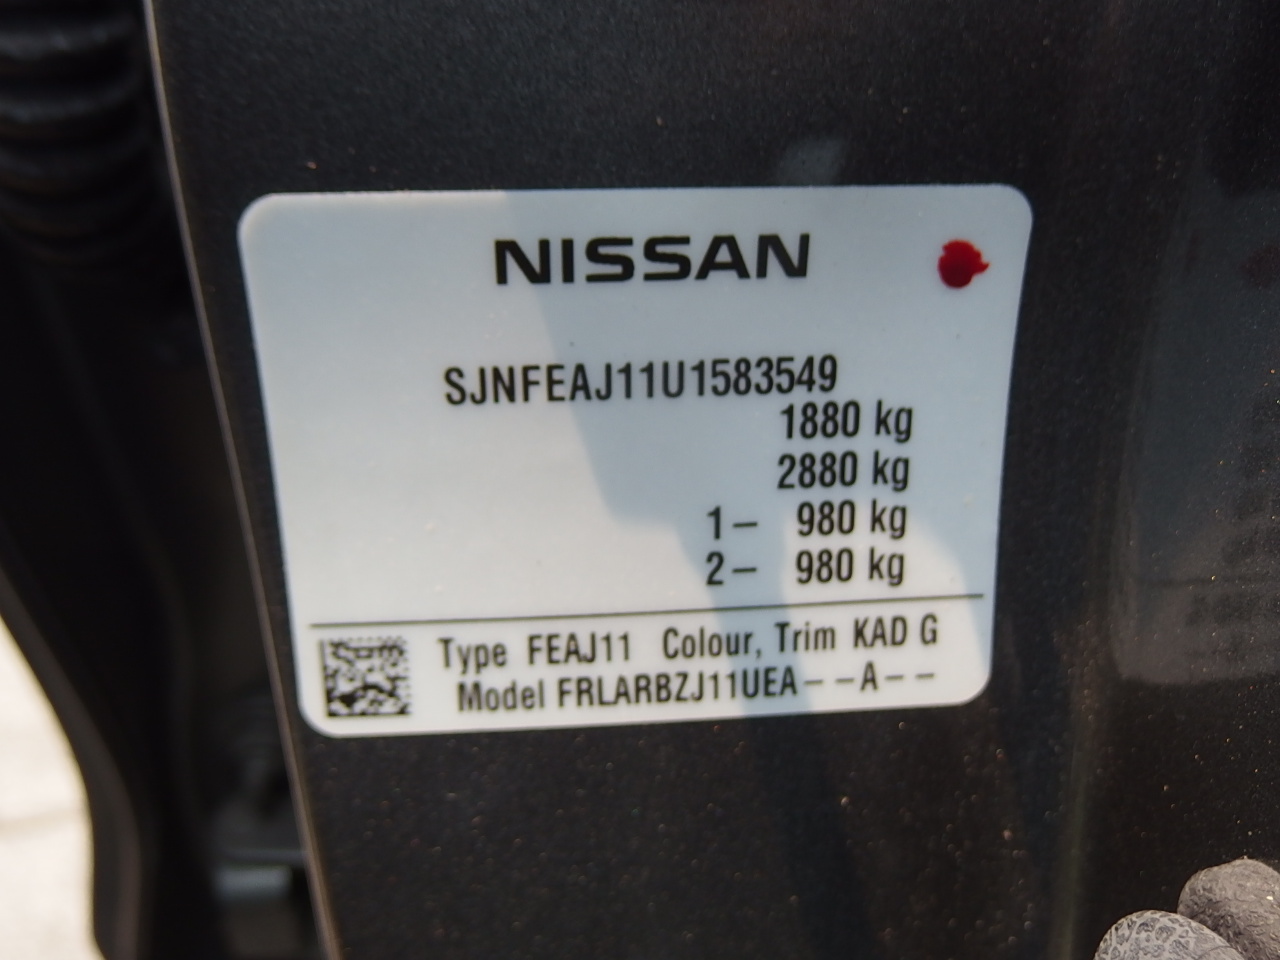 NISSAN
SJNFEAJ11U1583549
1880 kg
2880 kg
1- 980 kg
2- 980 kg
Type FEAJ11 Colour, Trim KAD G
Model FRLARBZJ11UEA--A--